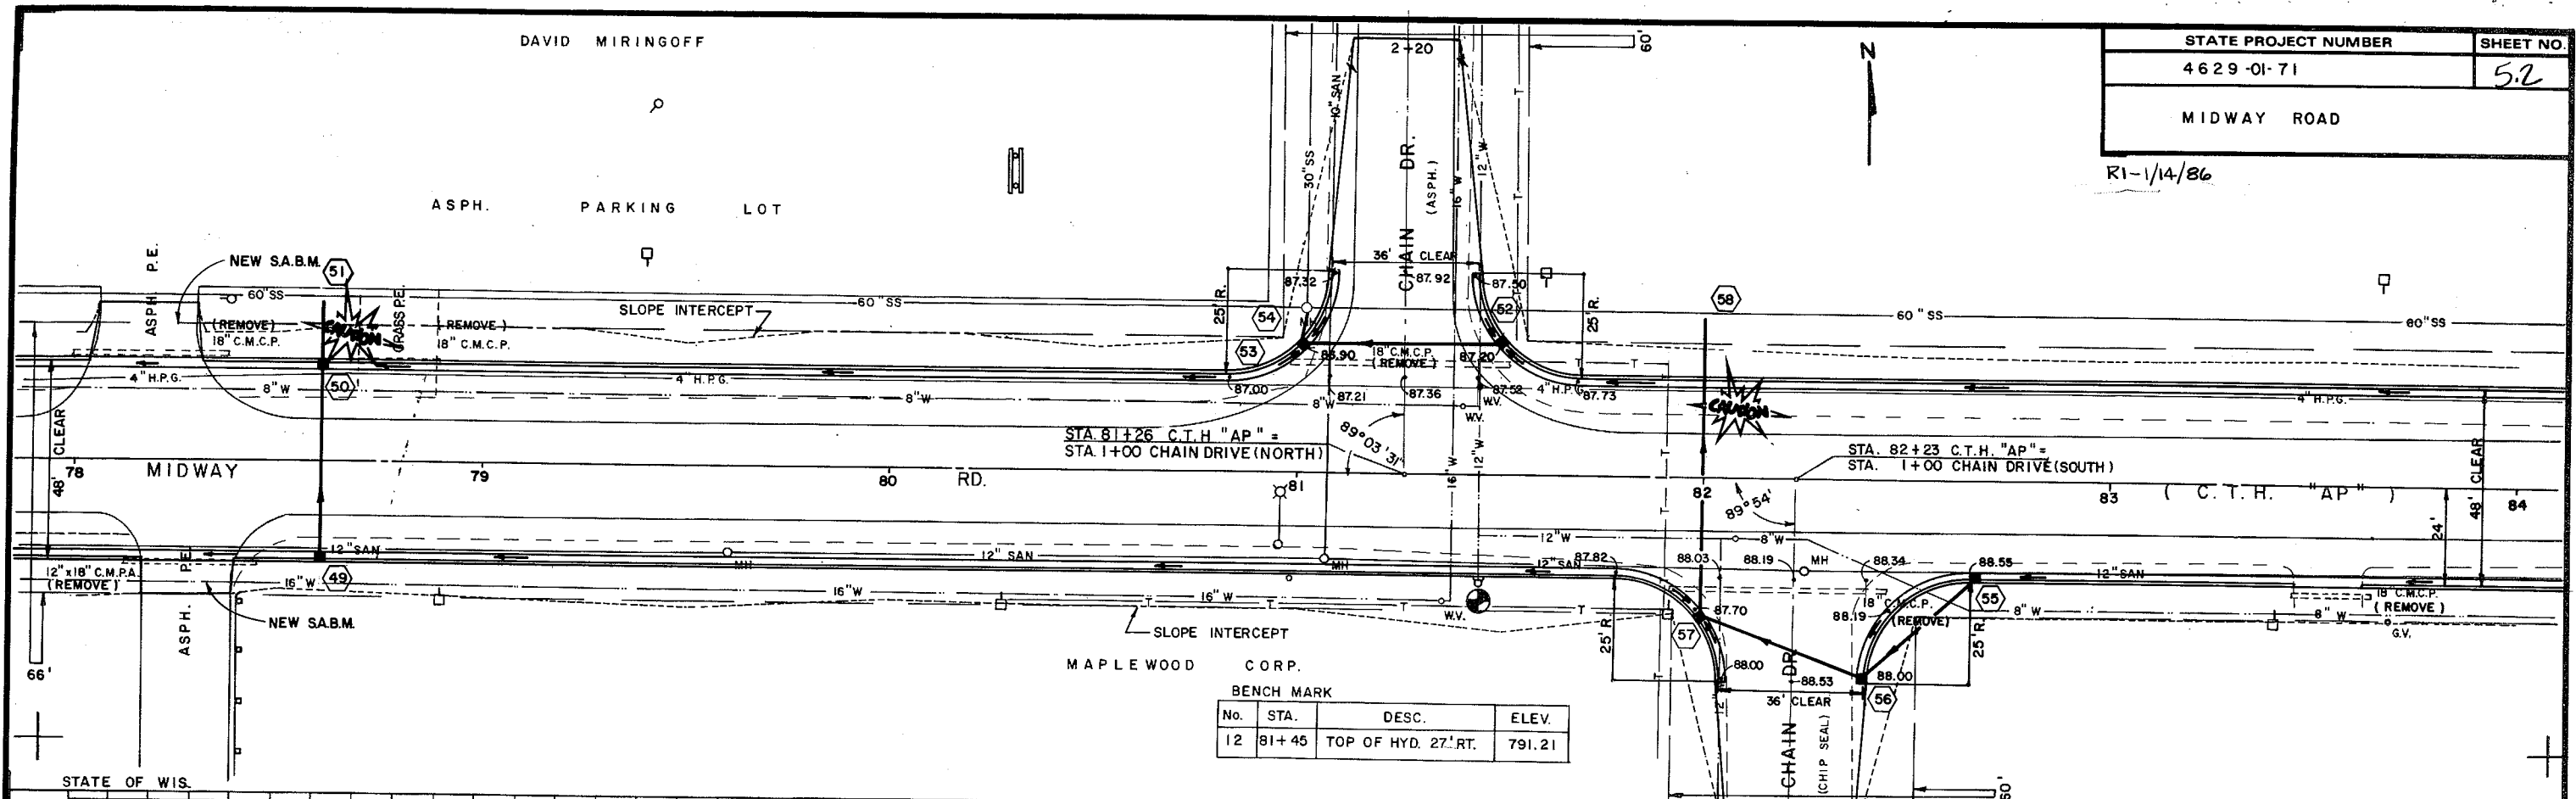 DAVID MIRINGOFF
STATE PROJECT NUMBER
SHEET NO.
4629-01-71
5.2
MIDWAY ROAD
R1-1/14/86
N
2+20
60'
10" SAN
30" SS
CHAIN DR.
(ASPH.)
16" W
12" W
T
T
ASPH. PARKING LOT
ASPH. P.E.
NEW S.A.B.M.
51
60" SS
(REMOVE)
18" C.M.C.P.
CAUTION
GRASS P.E.
(REMOVE)
18" C.M.C.P.
SLOPE INTERCEPT
60" SS
36' CLEAR
87.32
87.92
87.50
25' R.
25' R.
54
52
58
60" SS
60" SS
53
86.90
18" C.M.C.P.
(REMOVE)
87.20
T
T
4" H.P.G.
50
4" H.P.G.
8" W
8" W
87.00
87.21
87.36
87.52
4" H.P.G.
87.73
4" H.P.G.
8" W
W.V.
CAUTION
48' CLEAR
STA. 81+26 C.T.H "AP" =
STA. 1+00 CHAIN DRIVE (NORTH)
89°03'31"
12" W
16" W
T
STA. 82+23 C.T.H. "AP" =
STA. 1+00 CHAIN DRIVE (SOUTH)
48' CLEAR
78
MIDWAY
79
80
RD.
81
82
89°54'
83
( C.T.H. "AP" )
84
24'
12" SAN
MH
12" SAN
MH
12" SAN
12" W
8" W
87.82
88.03
88.19
MH
88.34
88.55
12" SAN
12"x18" C.M.P.A.
(REMOVE)
P.E.
16" W
49
16" W
16" W
W.V.
T
T
T
T
87.70
18" C.M.C.P.
(REMOVE)
88.19
55
8" W
18" C.M.C.P.
(REMOVE)
8" W
G.V.
NEW S.A.B.M.
ASPH.
66'
SLOPE INTERCEPT
57
25' R.
25' R.
MAPLEWOOD CORP.
88.00
88.53
88.00
T
12"
36' CLEAR
56
CHAIN DR
(CHIP SEAL)
60'
BENCH MARK
No. STA. DESC. ELEV.
12 81+45 TOP OF HYD. 27' RT. 791.21
STATE OF WIS.